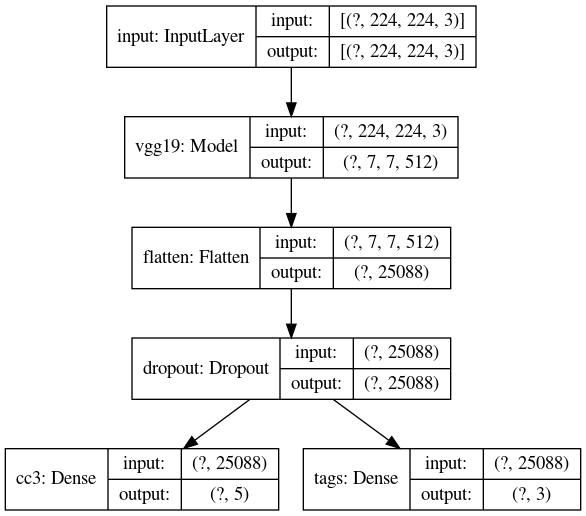 input: InputLayer
input:
[(?, 224, 224, 3)]
output:
[(?, 224, 224, 3)]
vgg19: Model
input:
(?, 224, 224, 3)
output:
(?, 7, 7, 512)
flatten: Flatten
input:
(?, 7, 7, 512)
output:
(?, 25088)
dropout: Dropout
input:
(?, 25088)
output:
(?, 25088)
cc3: Dense
input:
(?, 25088)
output:
(?, 5)
tags: Dense
input:
(?, 25088)
output:
(?, 3)